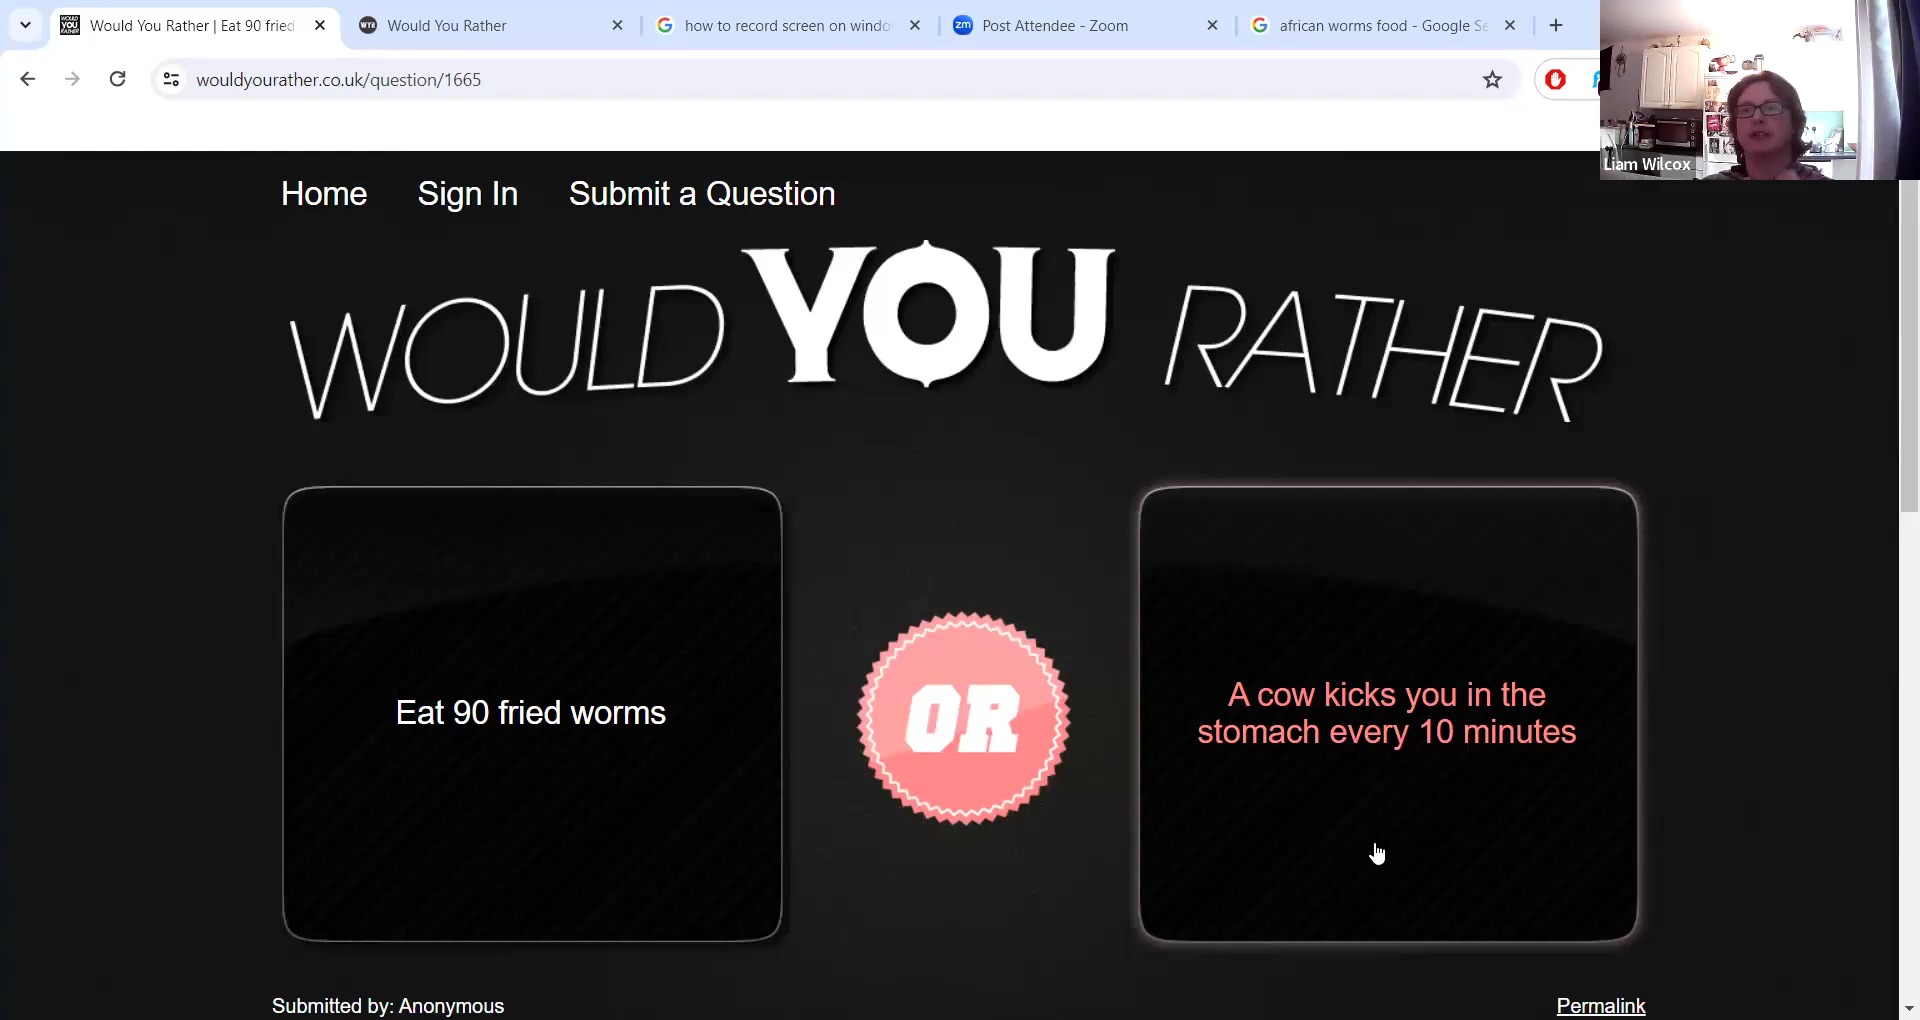 Would You Rather | Eat 90 fried
Would You Rather
how to record screen on windo
Post Attendee - Zoom
african worms food - Google Se
wouldyourather.co.uk/question/1665
Liam Wilcox
Home Sign In Submit a Question
WOULD YOU RATHER
Eat 90 fried worms
OR
A cow kicks you in the
stomach every 10 minutes
Submitted by: Anonymous
Permalink